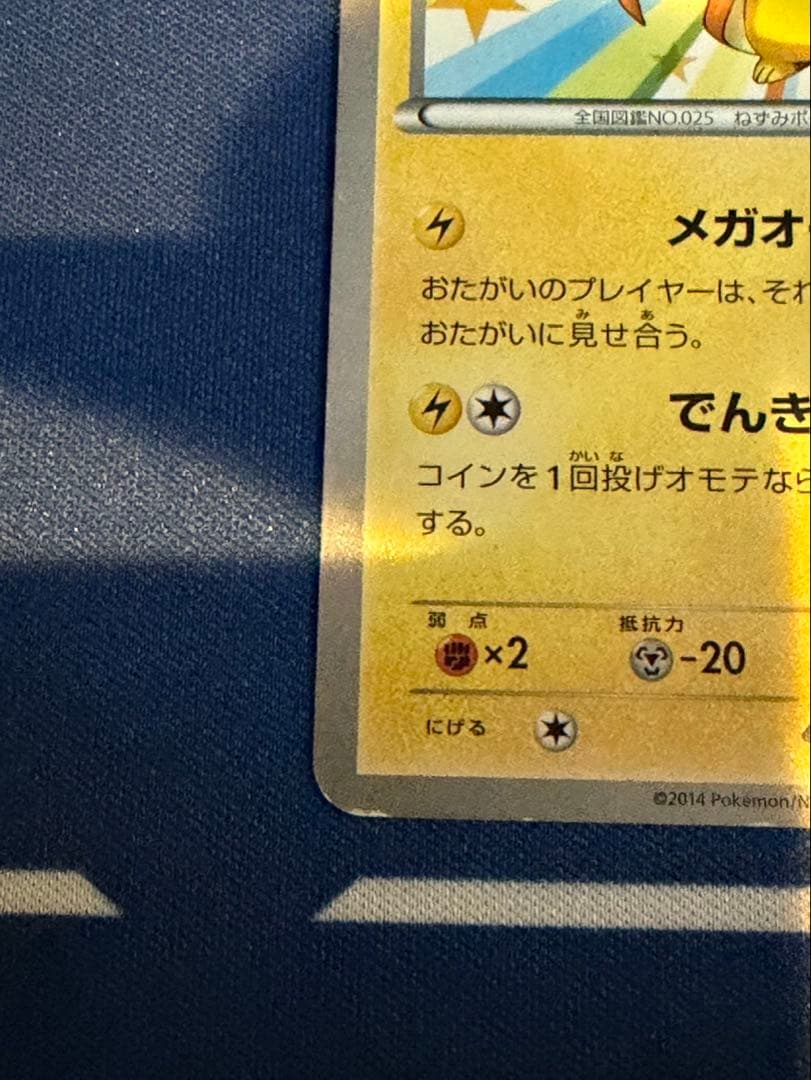 全国図鑑NO.025 ねずみポ
メガオ
おたがいのプレイヤーは、それ
おたがいに見せ合う。
でんき
コインを1回投げオモテなら
する。
弱点 抵抗力
×2 -20
にげる
©2014 Pokémon/N